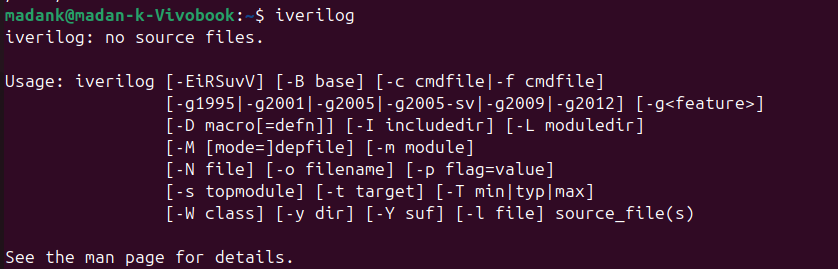 madank@madan-k-Vivobook:~$ iverilog
iverilog: no source files.

Usage: iverilog [-EiRSuvV] [-B base] [-c cmdfile|-f cmdfile]
                [-g1995|-g2001|-g2005|-g2005-sv|-g2009|-g2012] [-g<feature>]
                [-D macro[=defn]] [-I includedir] [-L moduledir]
                [-M [mode=]depfile] [-m module]
                [-N file] [-o filename] [-p flag=value]
                [-s topmodule] [-t target] [-T min|typ|max]
                [-W class] [-y dir] [-Y suf] [-l file] source_file(s)

See the man page for details.